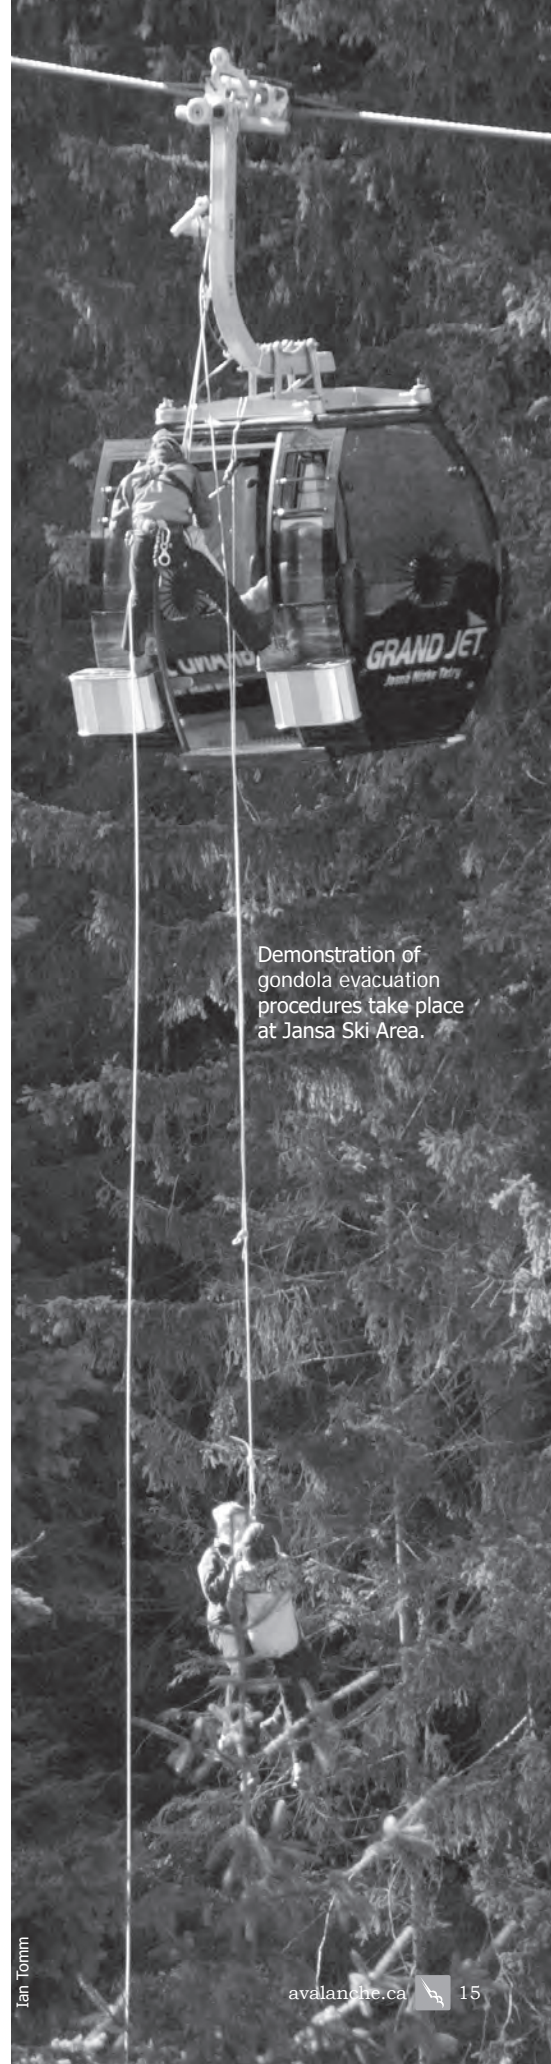 GRAND JET
Demonstration of
gondola evacuation
procedures take place
at Jansa Ski Area.
Ian Tomm
avalanche.ca 15